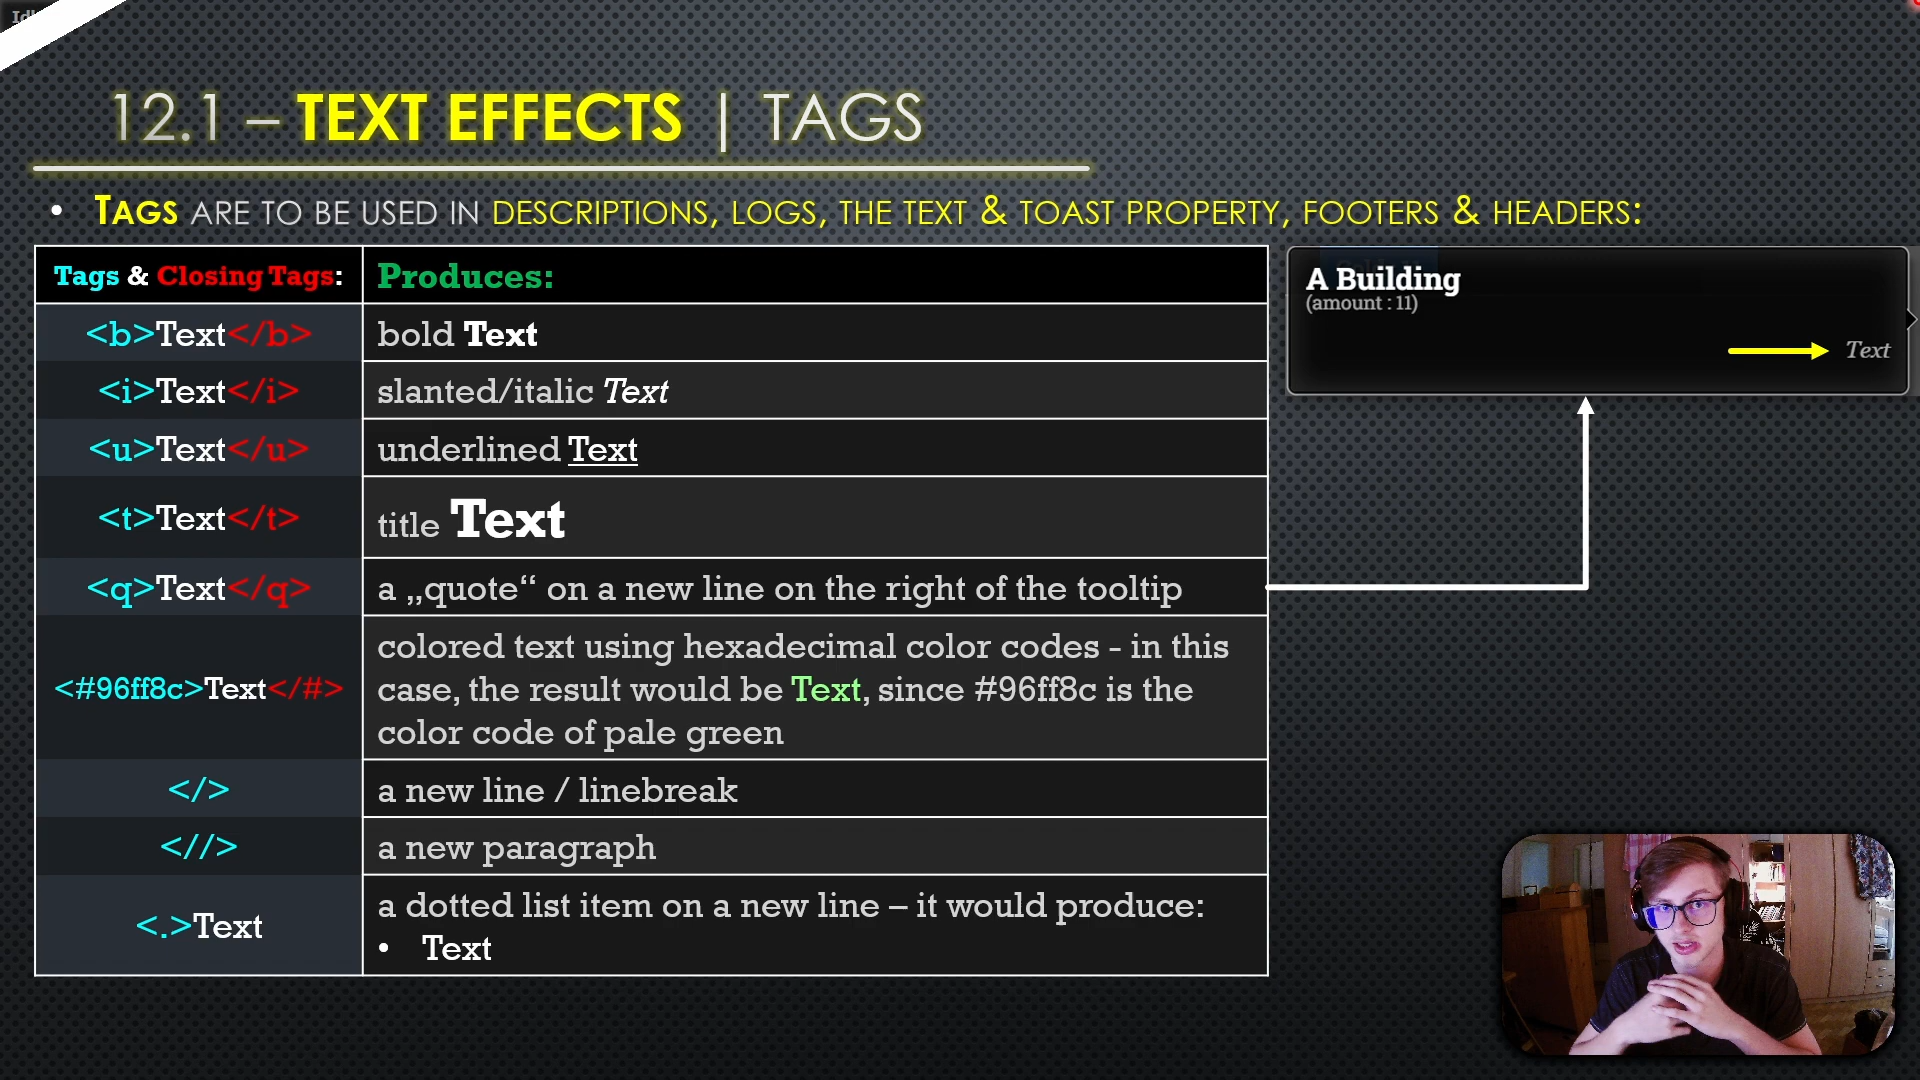 12.1 – TEXT EFFECTS | TAGS
• TAGS ARE TO BE USED IN DESCRIPTIONS, LOGS, THE TEXT & TOAST PROPERTY, FOOTERS & HEADERS:
Tags & Closing Tags: Produces:
<b>Text</b> bold Text
<i>Text</i> slanted/italic Text
<u>Text</u> underlined Text
<t>Text</t> title Text
<q>Text</q> a „quote“ on a new line on the right of the tooltip
<#96ff8c>Text</#> colored text using hexadecimal color codes - in this
case, the result would be Text, since #96ff8c is the
color code of pale green
</> a new line / linebreak
<//> a new paragraph
<.>Text a dotted list item on a new line – it would produce:
• Text
A Building
(amount : 11)
Text